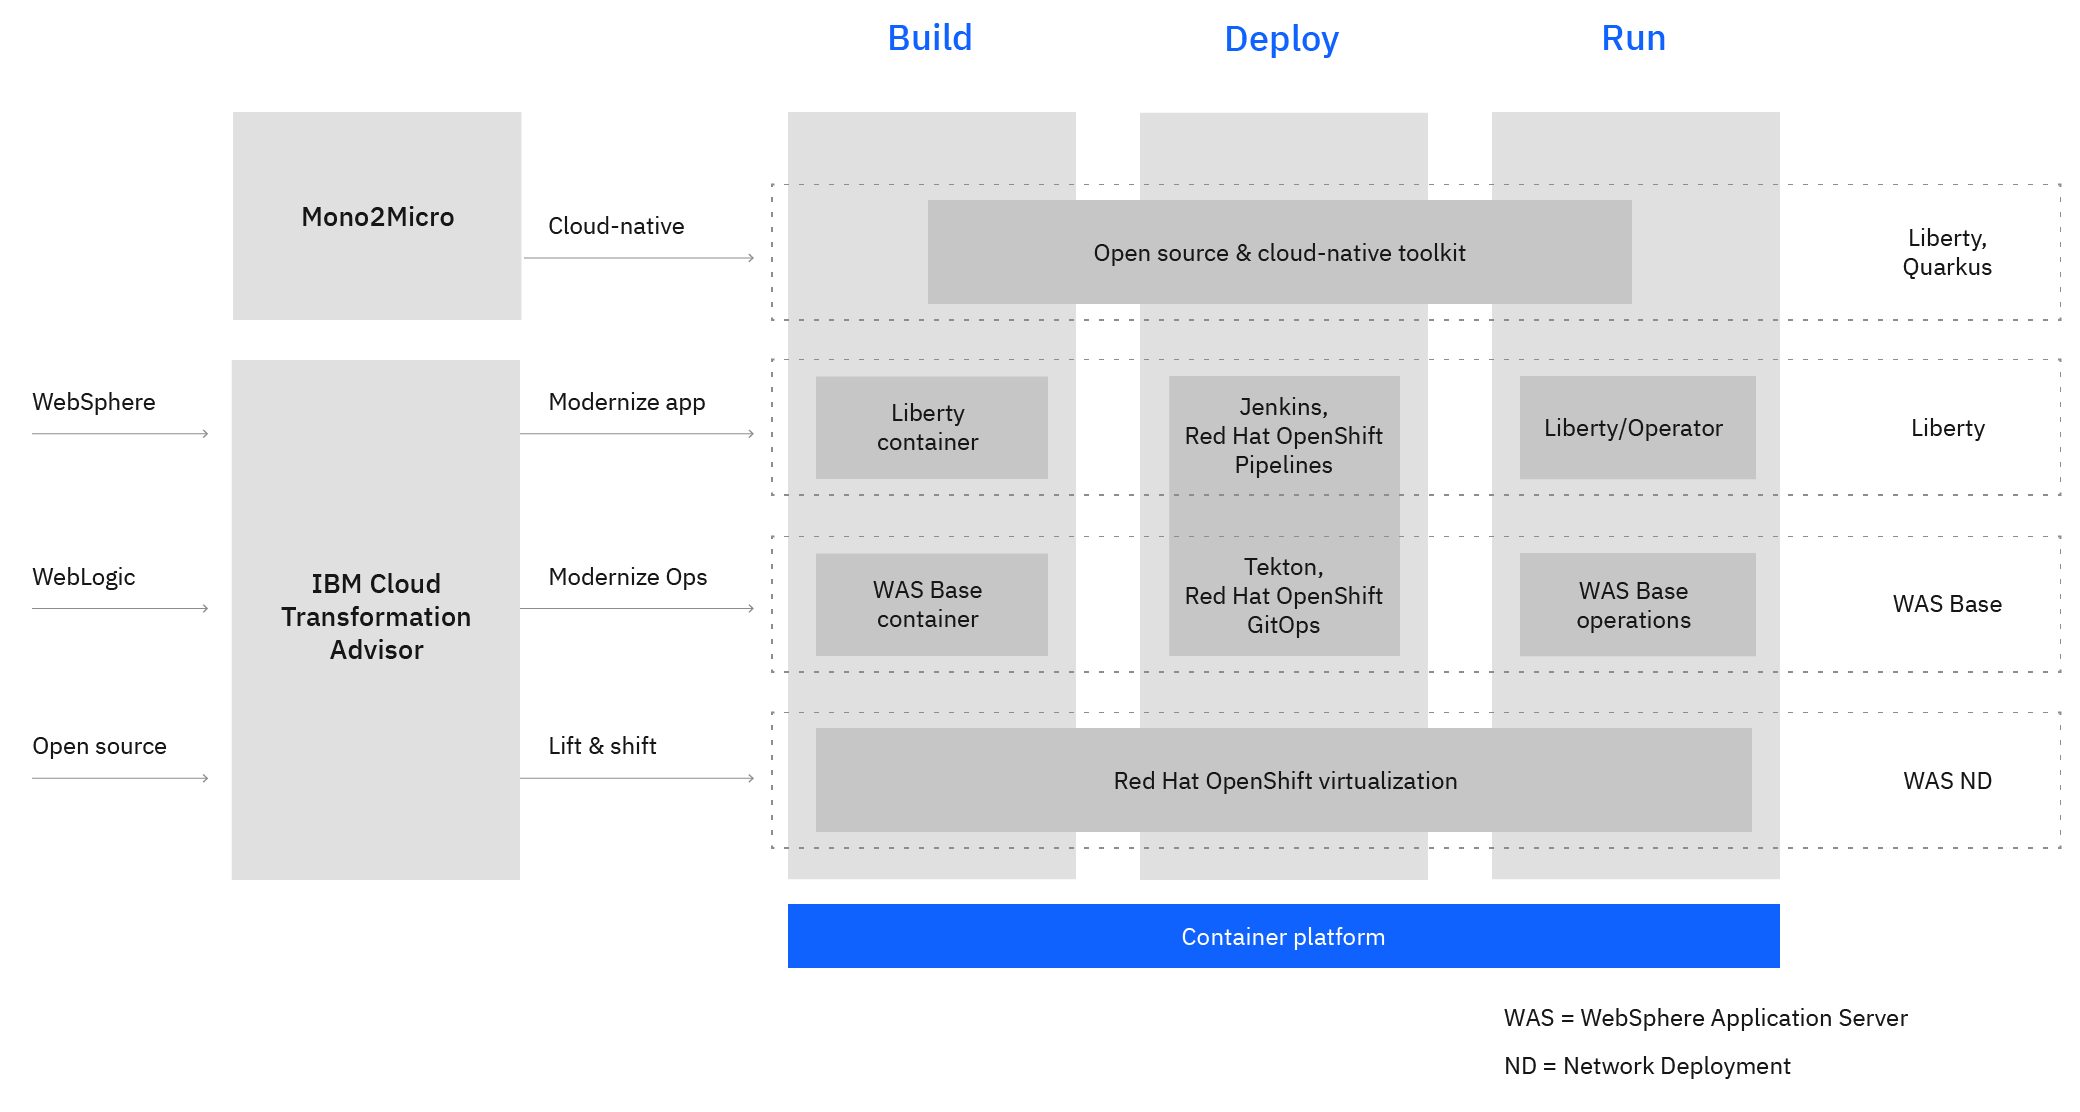 Build
Deploy
Run
Mono2Micro
Cloud-native
Open source & cloud-native toolkit
Liberty,
Quarkus
WebSphere
Modernize app
Liberty
container
Jenkins,
Red Hat OpenShift
Pipelines
Liberty/Operator
Liberty
WebLogic
IBM Cloud
Transformation
Advisor
Modernize Ops
WAS Base
container
Tekton,
Red Hat OpenShift
GitOps
WAS Base
operations
WAS Base
Open source
Lift & shift
Red Hat OpenShift virtualization
WAS ND
Container platform
WAS = WebSphere Application Server
ND = Network Deployment